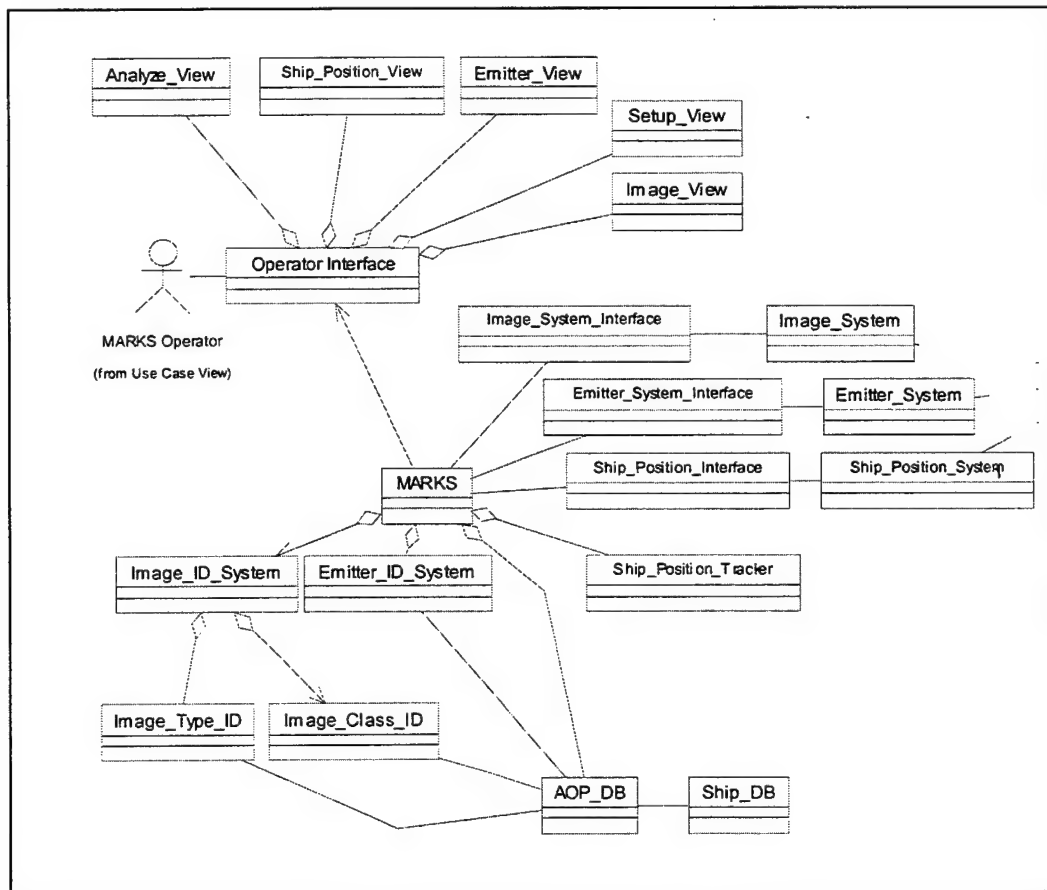 Analyze_View
Ship_Position_View
Emitter_View
Setup_View
Image_View
Operator Interface
MARKS Operator
(from Use Case View)
Image_System_Interface
Image_System
Emitter_System_Interface
Emitter_System
MARKS
Ship_Position_Interface
Ship_Position_System
Image_ID_System
Emitter_ID_System
Ship_Position_Tracker
Image_Type_ID
Image_Class_ID
AOP_DB
Ship_DB